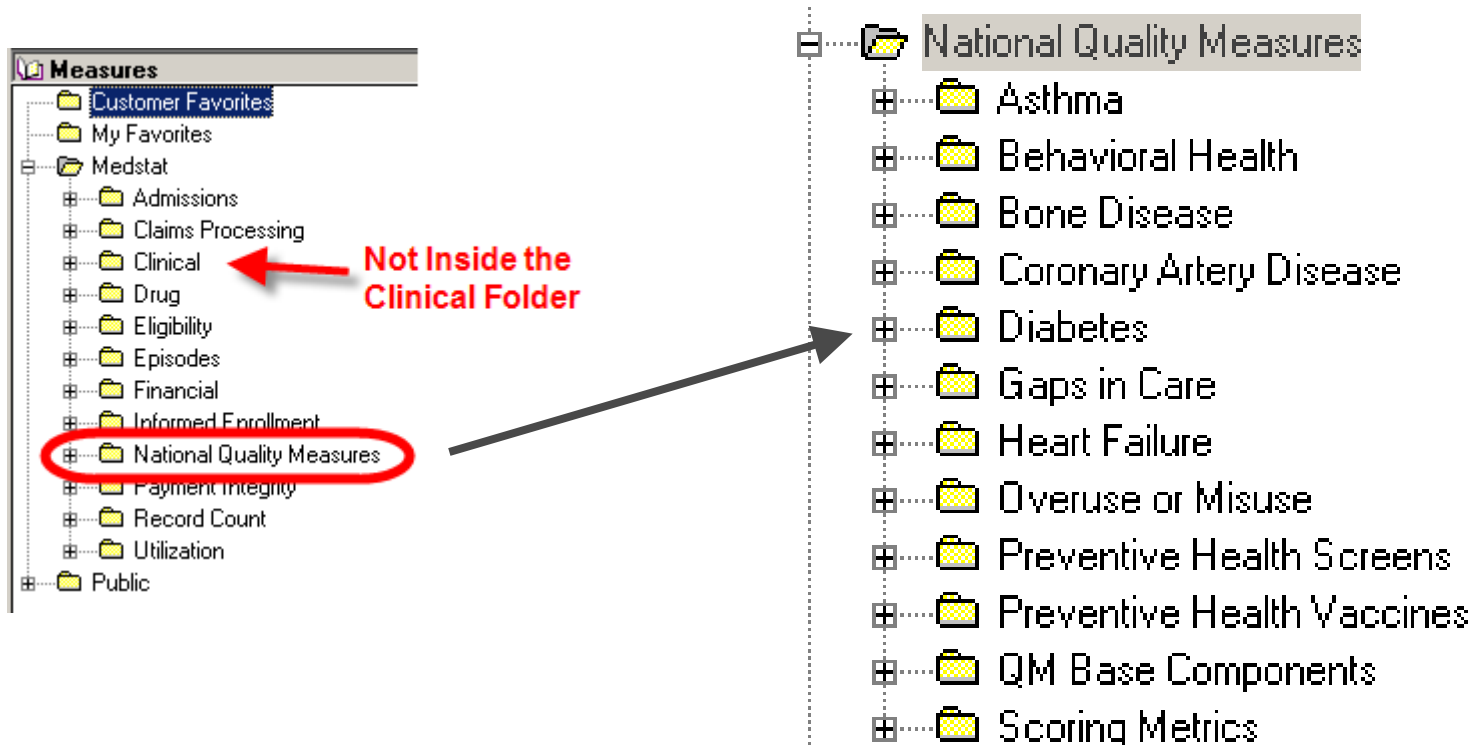 Measures
Customer Favorites
My Favorites
Medstat
Admissions
Claims Processing
Clinical
Drug
Eligibility
Episodes
Financial
Informed Enrollment
National Quality Measures
Payment Integrity
Record Count
Utilization
Public
Not Inside the
Clinical Folder
National Quality Measures
Asthma
Behavioral Health
Bone Disease
Coronary Artery Disease
Diabetes
Gaps in Care
Heart Failure
Overuse or Misuse
Preventive Health Screens
Preventive Health Vaccines
QM Base Components
Scoring Metrics